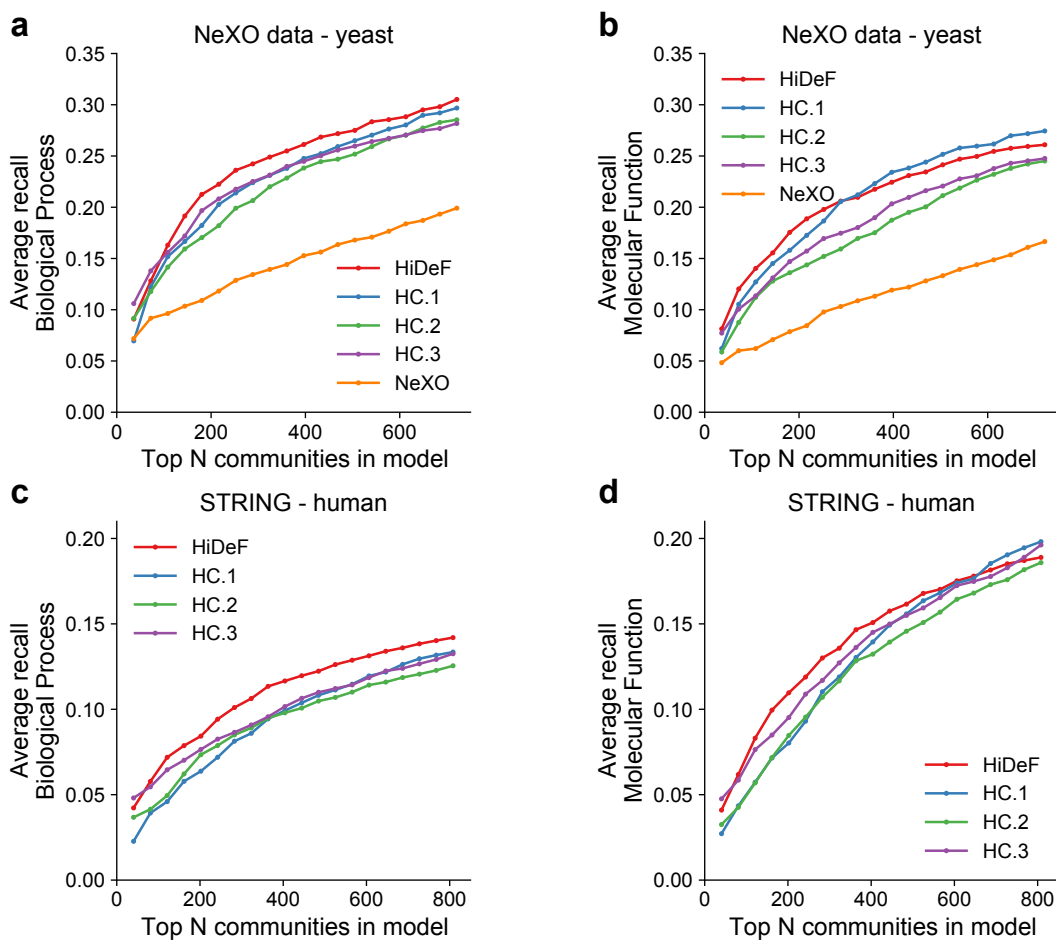 a
NeXO data - yeast
Average recall
Biological Process
0.35
0.30
0.25
0.20
0.15
0.10
0.05
0.00
0
200
400
600
Top N communities in model
HiDeF
HC.1
HC.2
HC.3
NeXO
b
NeXO data - yeast
Average recall
Molecular Function
0.35
0.30
0.25
0.20
0.15
0.10
0.05
0.00
0
200
400
600
Top N communities in model
HiDeF
HC.1
HC.2
HC.3
NeXO
c
STRING - human
Average recall
Biological Process
0.20
0.15
0.10
0.05
0.00
0
200
400
600
800
Top N communities in model
HiDeF
HC.1
HC.2
HC.3
d
STRING - human
Average recall
Molecular Function
0.20
0.15
0.10
0.05
0.00
0
200
400
600
800
Top N communities in model
HiDeF
HC.1
HC.2
HC.3